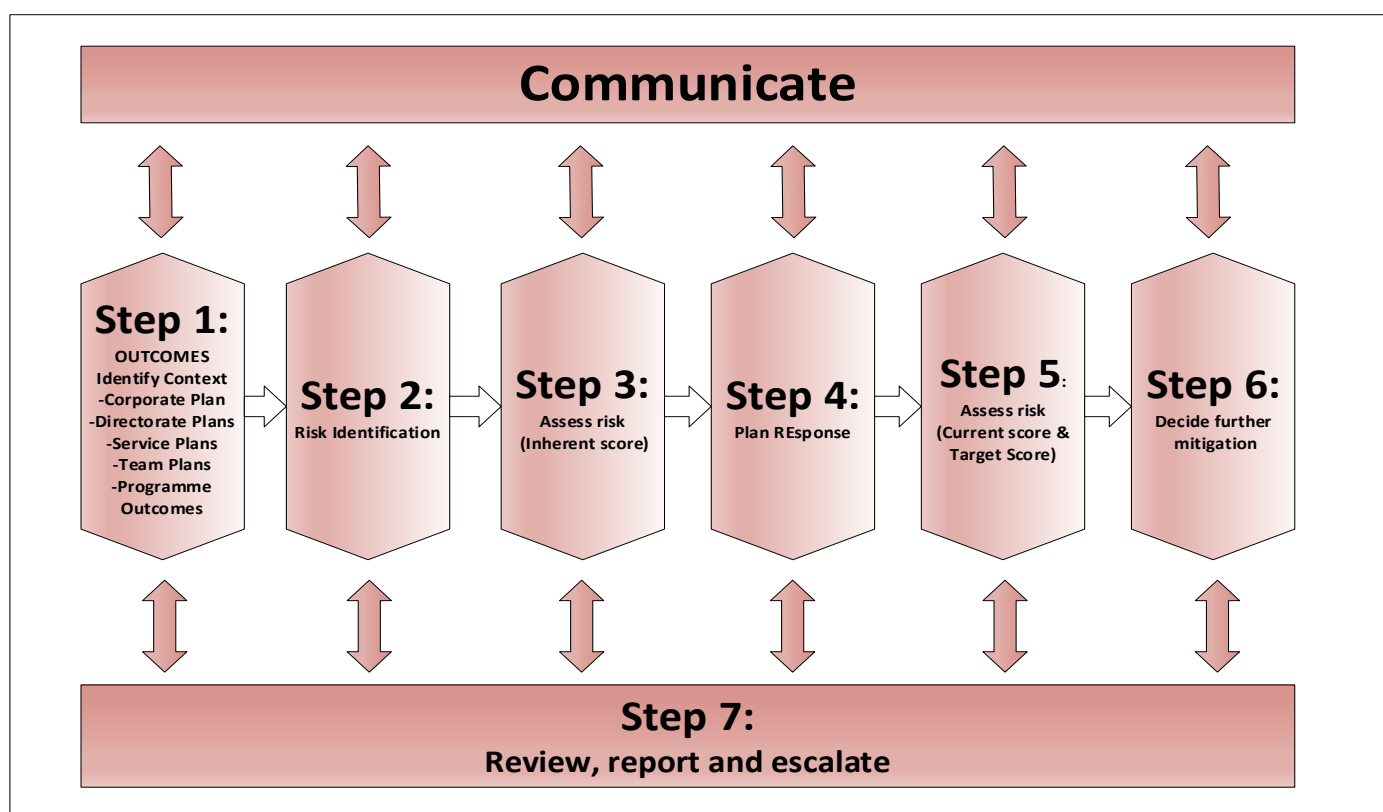 Communicate
Step 1:
OUTCOMES
Identify Context
-Corporate Plan
-Directorate Plans
-Service Plans
-Team Plans
-Programme
Outcomes
Step 2:
Risk Identification
Step 3:
Assess risk
(Inherent score)
Step 4:
Plan REsponse
Step 5:
Assess risk
(Current score &
Target Score)
Step 6:
Decide further
mitigation
Step 7:
Review, report and escalate